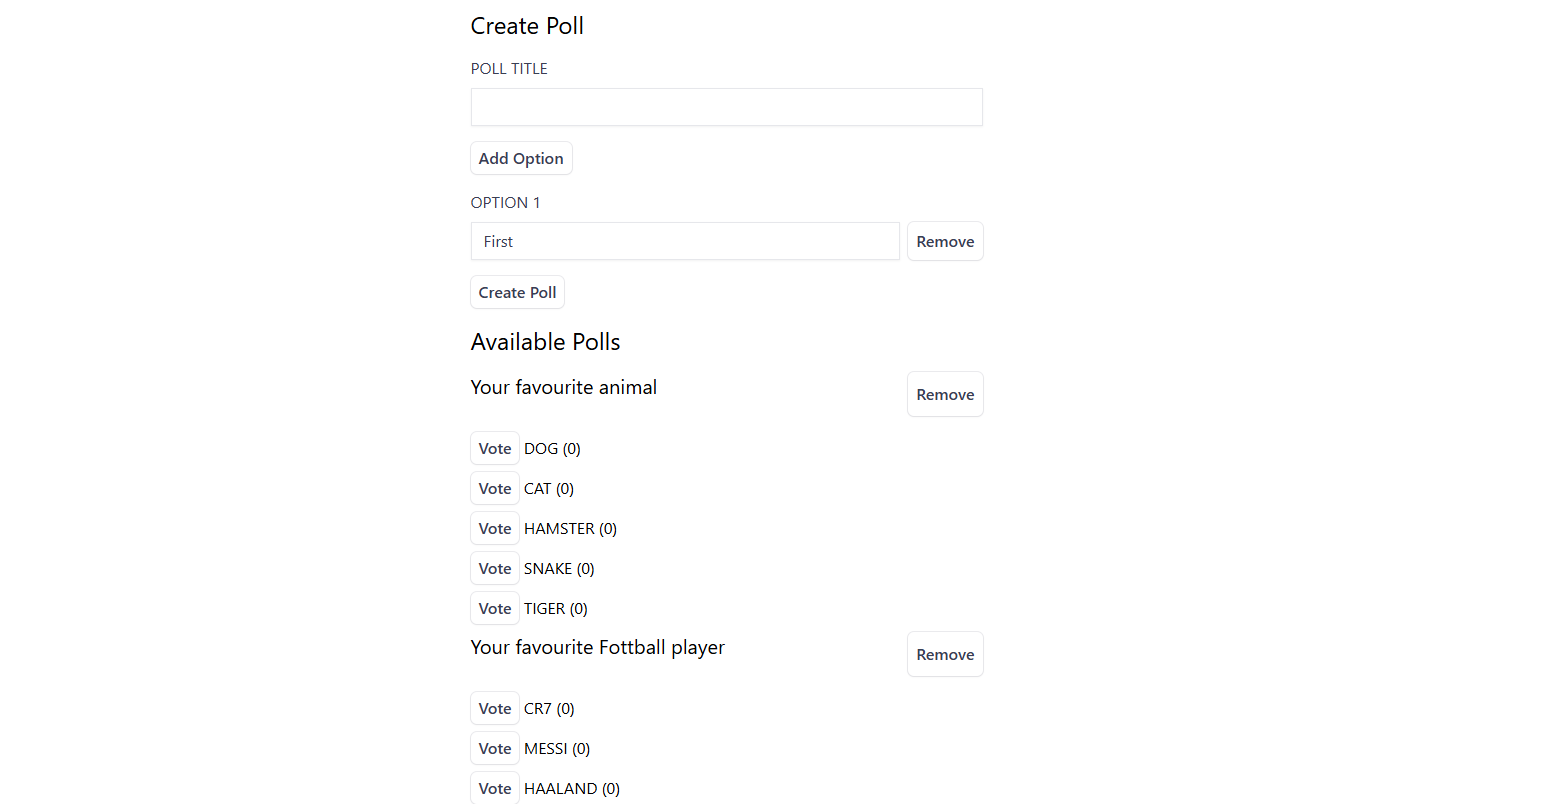 Create Poll
POLL TITLE
Add Option
OPTION 1
First Remove
Create Poll
Available Polls
Your favourite animal Remove
Vote DOG (0)
Vote CAT (0)
Vote HAMSTER (0)
Vote SNAKE (0)
Vote TIGER (0)
Your favourite Fottball player Remove
Vote CR7 (0)
Vote MESSI (0)
Vote HAALAND (0)